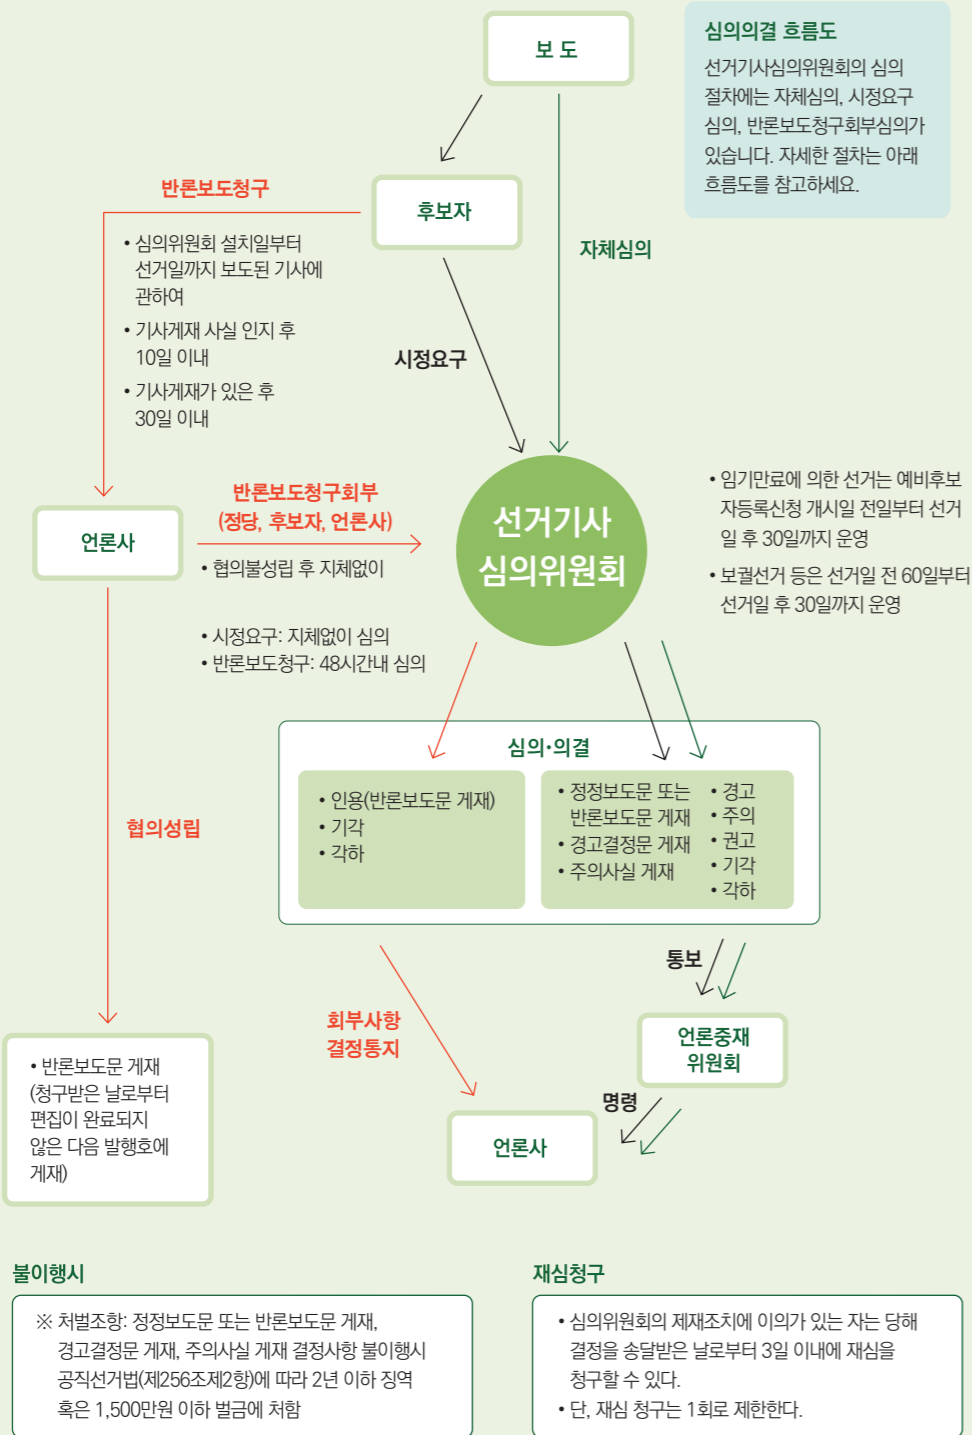 보 도
심의의결 흐름도
선거기사심의위원회의 심의
절차에는 자체심의, 시정요구
심의, 반론보도청구회부심의가
있습니다. 자세한 절차는 아래
흐름도를 참고하세요.
반론보도청구
후보자
• 심의위원회 설치일부터
선거일까지 보도된 기사에
관하여
• 기사게재 사실 인지 후
10일 이내
• 기사게재가 있은 후
30일 이내
자체심의
시정요구
언론사
반론보도청구회부
(정당, 후보자, 언론사)
• 협의불성립 후 지체없이
선거기사
심의위원회
• 임기만료에 의한 선거는 예비후보
자등록신청 개시일 전일부터 선거
일 후 30일까지 운영
• 보궐선거 등은 선거일 전 60일부터
선거일 후 30일까지 운영
• 시정요구: 지체없이 심의
• 반론보도청구: 48시간내 심의
심의·의결
• 인용(반론보도문 게재)
• 기각
• 각하
• 정정보도문 또는
반론보도문 게재
• 경고결정문 게재
• 주의사실 게재
• 경고
• 주의
• 권고
• 기각
• 각하
협의성립
통보
회부사항
결정통지
언론중재
위원회
명령
• 반론보도문 게재
(청구받은 날로부터
편집이 완료되지
않은 다음 발행호에
게재)
언론사
불이행시
※ 처벌조항: 정정보도문 또는 반론보도문 게재,
경고결정문 게재, 주의사실 게재 결정사항 불이행시
공직선거법(제256조제2항)에 따라 2년 이하 징역
혹은 1,500만원 이하 벌금에 처함
재심청구
• 심의위원회의 제재조치에 이의가 있는 자는 당해
결정을 송달받은 날로부터 3일 이내에 재심을
청구할 수 있다.
• 단, 재심 청구는 1회로 제한한다.